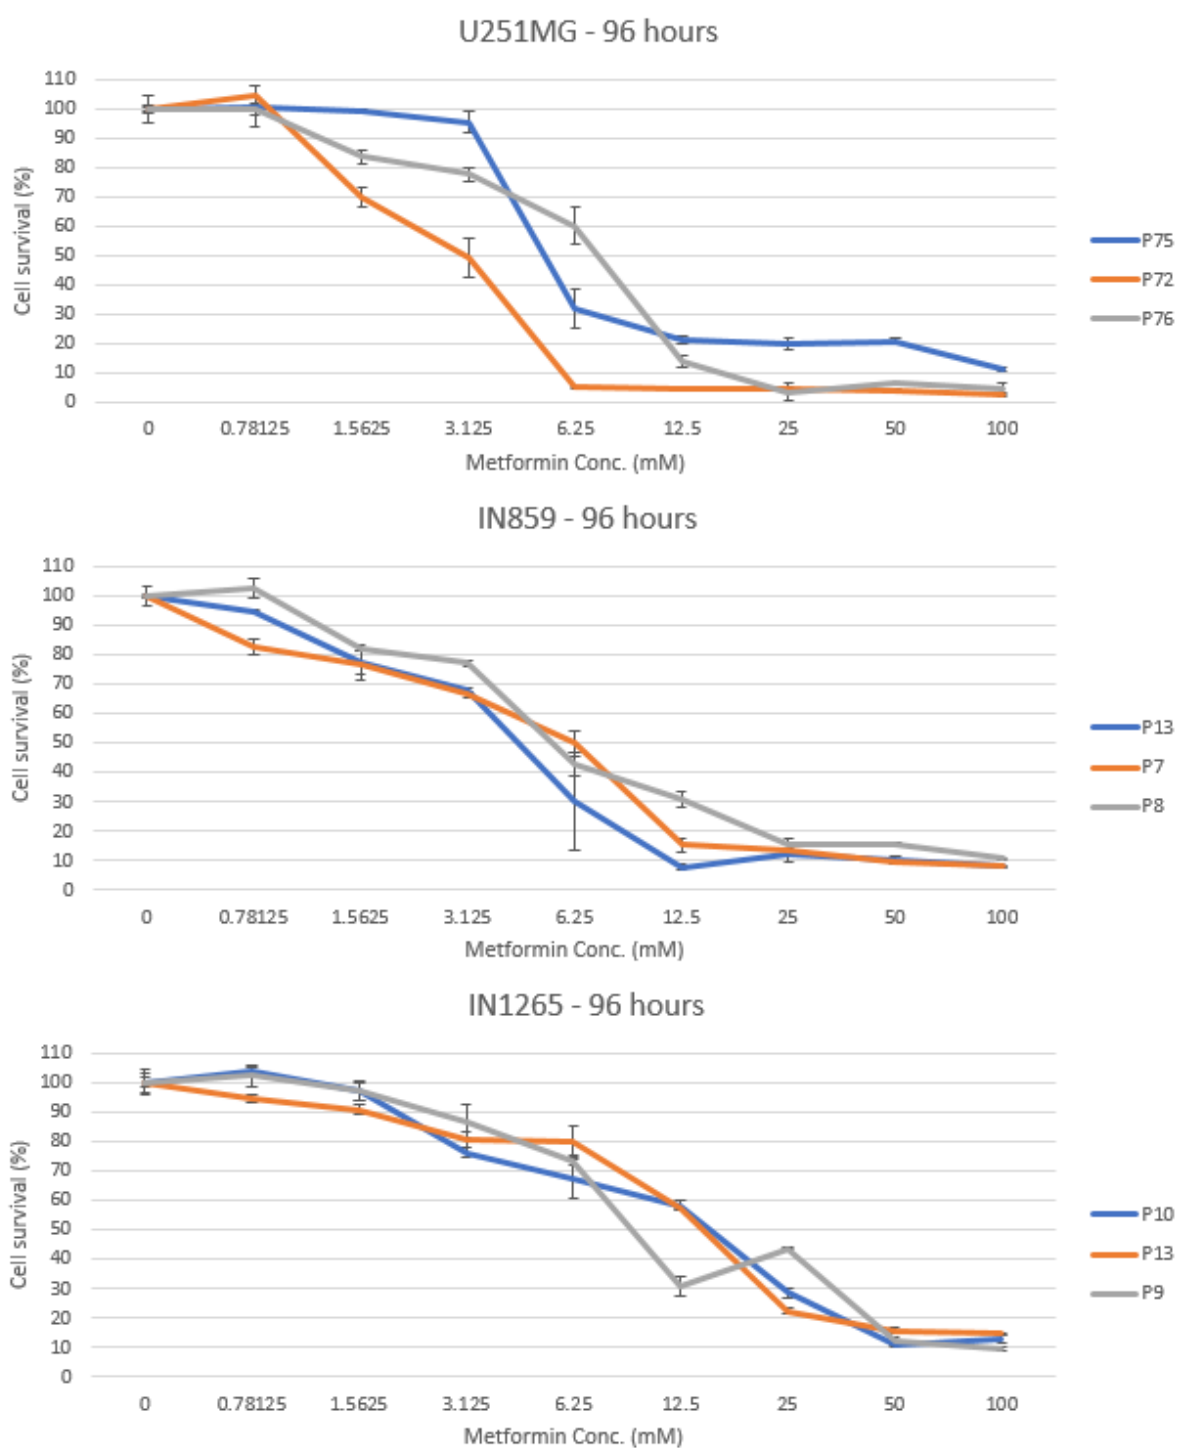 U251MG - 96 hours
110
100
90
80
70
60
50
40
30
20
10
0
Cell survival (%)
0 0.78125 1.5625 3.125 6.25 12.5 25 50 100
Metformin Conc. (mM)
P75
P72
P76
IN859 - 96 hours
110
100
90
80
70
60
50
40
30
20
10
0
Cell survival (%)
0 0.78125 1.5625 3.125 6.25 12.5 25 50 100
Metformin Conc. (mM)
P13
P7
P8
IN1265 - 96 hours
110
100
90
80
70
60
50
40
30
20
10
0
Cell survival (%)
0 0.78125 1.5625 3.125 6.25 12.5 25 50 100
Metformin Conc. (mM)
P10
P13
P9